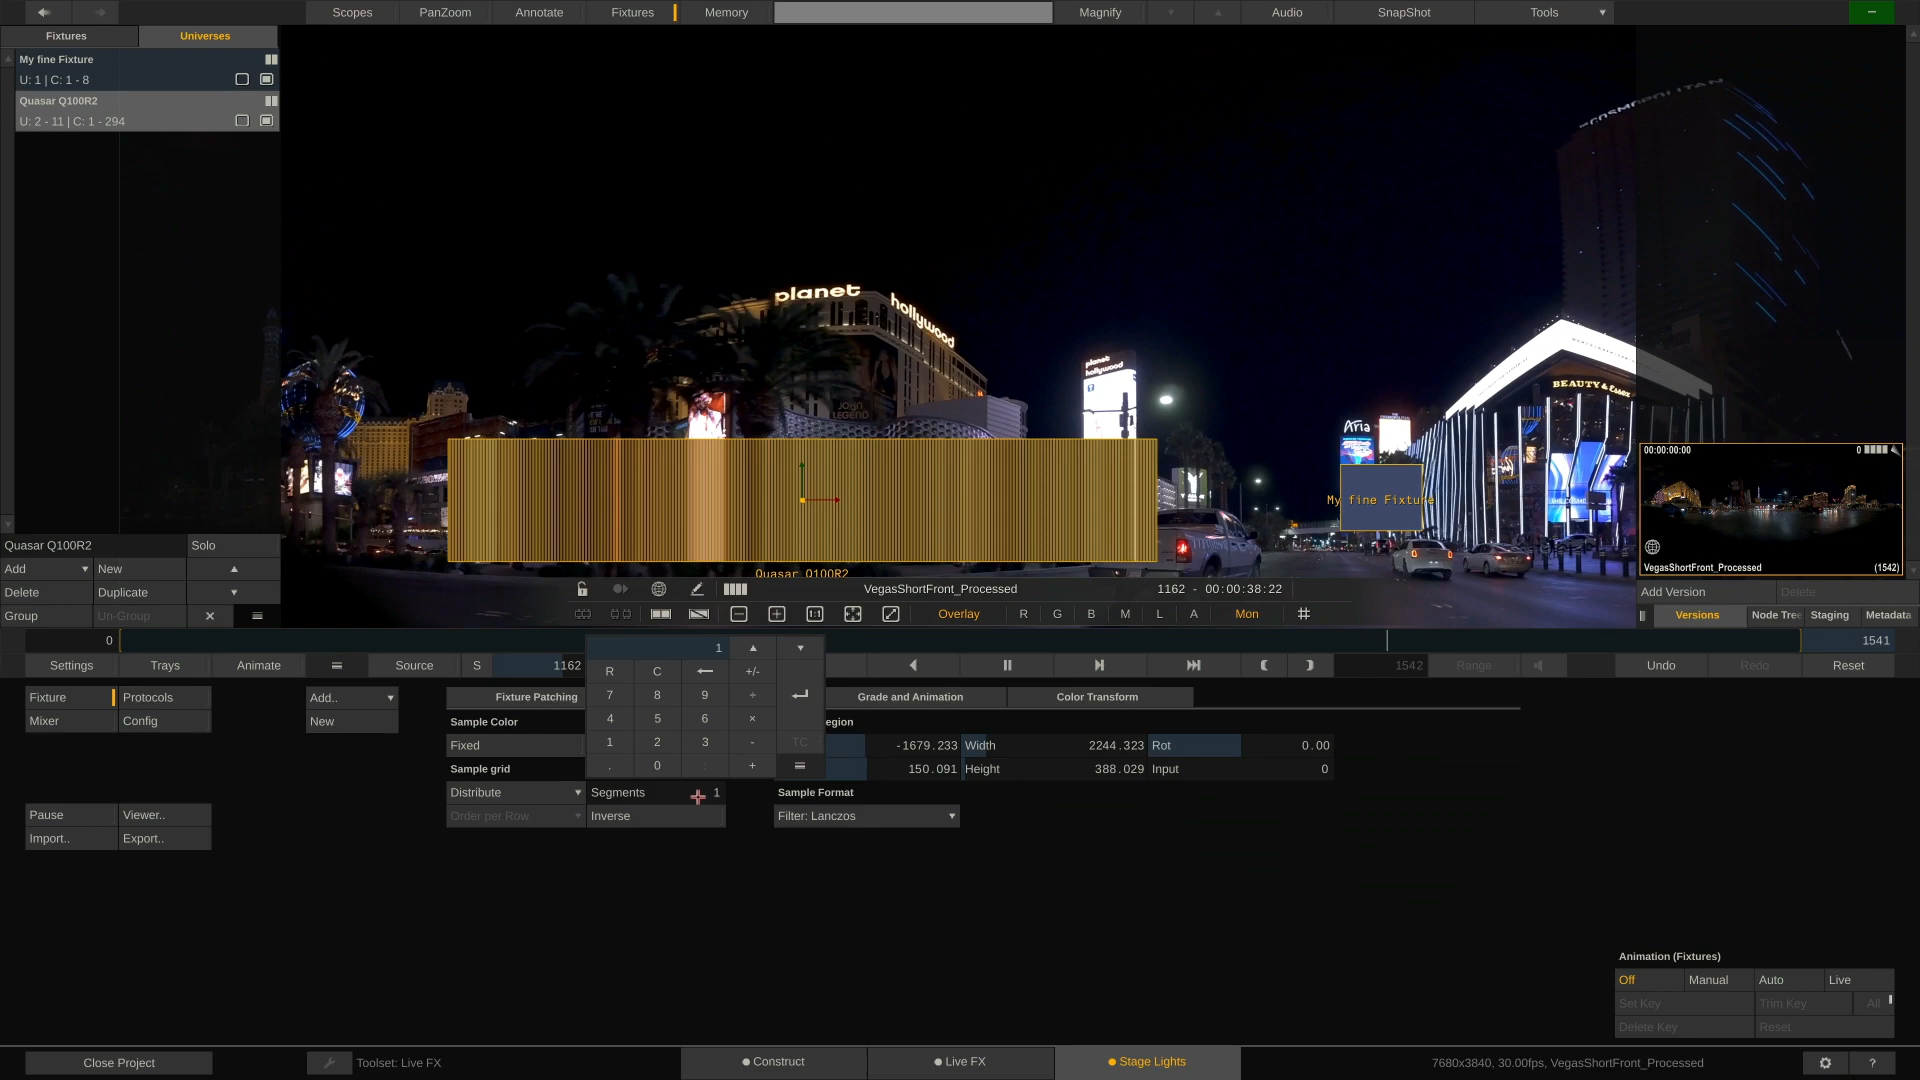 Scopes PanZoom Annotate Fixtures Memory Magnify Audio SnapShot Tools
Fixtures Universes
My fine Fixture
U: 1 | C: 1 - 8
Quasar Q100R2
U: 2 - 11 | C: 1 - 294
COSMOPOLITAN
planet hollywood
planet hollywood
JOHN LEGEND
BEAUTY & Essex
Aria
My fine Fixture
Quasar Q100R2
00:00:00:00 0
VegasShortFront_Processed (1542)
Quasar Q100R2 Solo
Add New
Delete Duplicate
Group Un-Group
VegasShortFront_Processed 1162 - 00:00:38:22
1:1 Overlay R G B M L A Mon
Add Version Delete
Versions Node Tree Staging Metadata
0 1541
Settings Trays Animate Source S 1162 1542 Range Undo Redo Reset
1
R C +/-
7 8 9 ÷
4 5 6 ×
1 2 3 - TC
. 0 : +
Fixture Protocols
Mixer Config
Add..
New
Pause Viewer..
Import.. Export..
Fixture Patching Grade and Animation Color Transform
Sample Color egion
Fixed -1679.233 Width 2244.323 Rot 0.00
Sample grid 150.091 Height 388.029 Input 0
Distribute Segments 1 Sample Format
Order per Row Inverse Filter: Lanczos
Animation (Fixtures)
Off Manual Auto Live
Set Key Trim Key All
Delete Key Reset
Close Project Toolset: Live FX Construct Live FX Stage Lights 7680x3840, 30.00fps, VegasShortFront_Processed ?